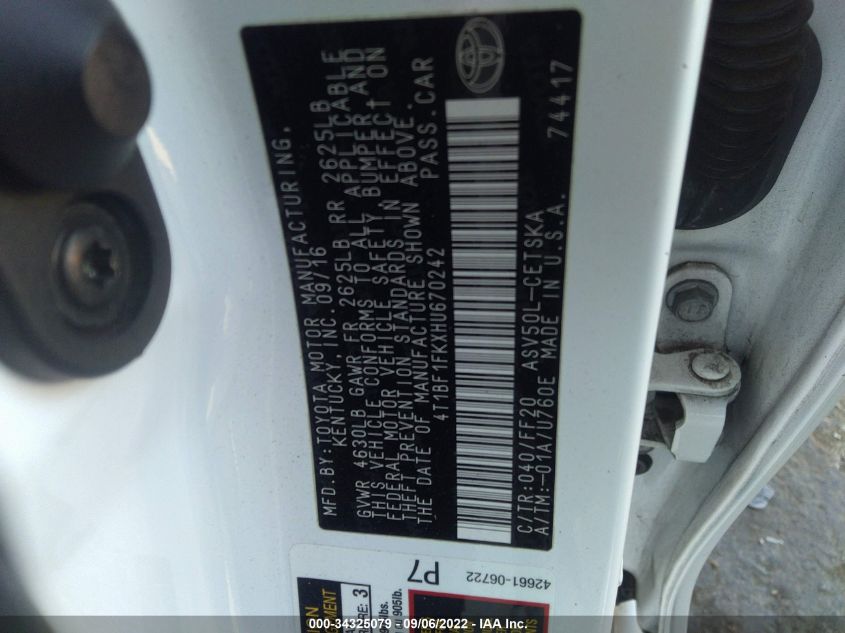 MFD.BY:TOYOTA MOTOR MANUFACTURING,
KENTUCKY, INC. 09/16
GVWR 4630LB GAWR FR 2625LB RR 2625LB
THIS VEHICLE CONFORMS TO ALL APPLICABLE
FEDERAL MOTOR VEHICLE SAFETY, BUMPER, AND
THEFT PREVENTION STANDARDS IN EFFECT ON
THE DATE OF MANUFACTURE SHOWN ABOVE.
4T1BF1FKXHU670242 PASS.CAR
C/TR:040/FF20 ASV50L-CETSKA 74417
A/TM:-01A/U760E MADE IN U.S.A.
P7
42661-06722
3
905lb.
000-34325079 - 09/06/2022 - © IAA, Inc.